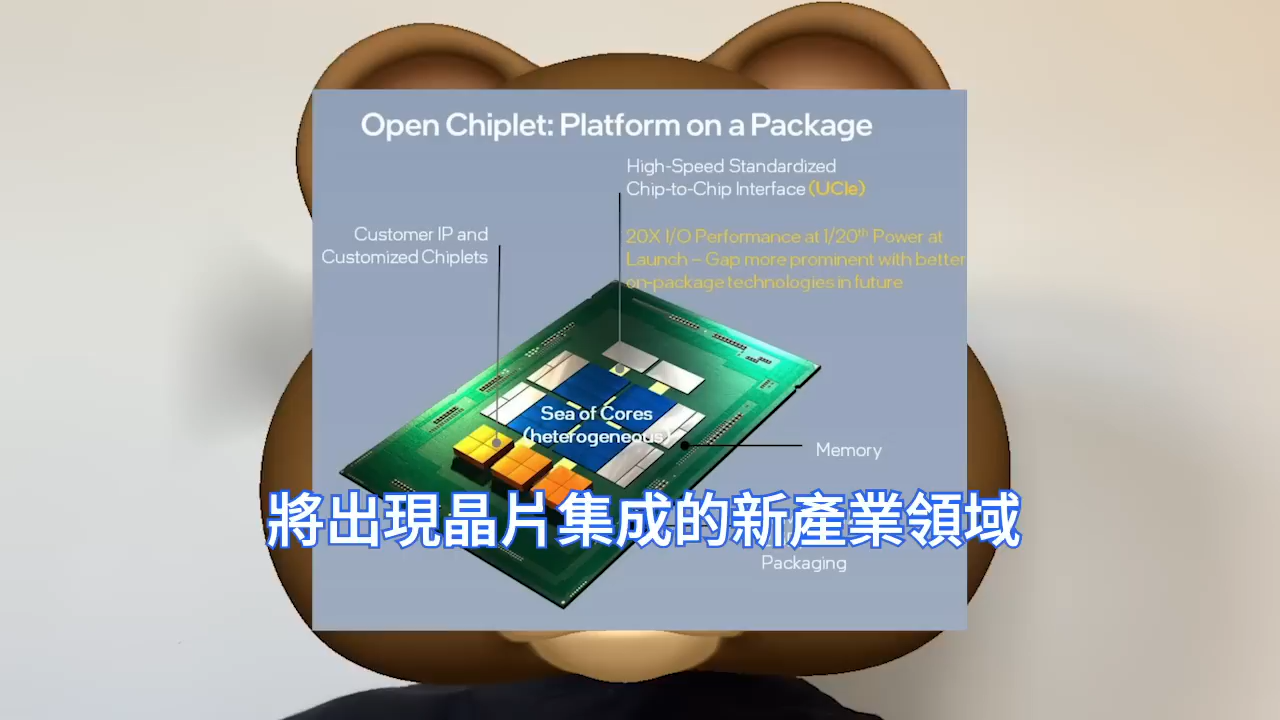 Open Chiplet: Platform on a Package
High-Speed Standardized
Chip-to-Chip Interface (UCIe)
20X I/O Performance at 1/20th Power at
Launch – Gap more prominent with better
on-package technologies in future
Customer IP and
Customized Chiplets
Sea of Cores
(heterogeneous)
Memory
將出現晶片集成的新產業領域
Packaging